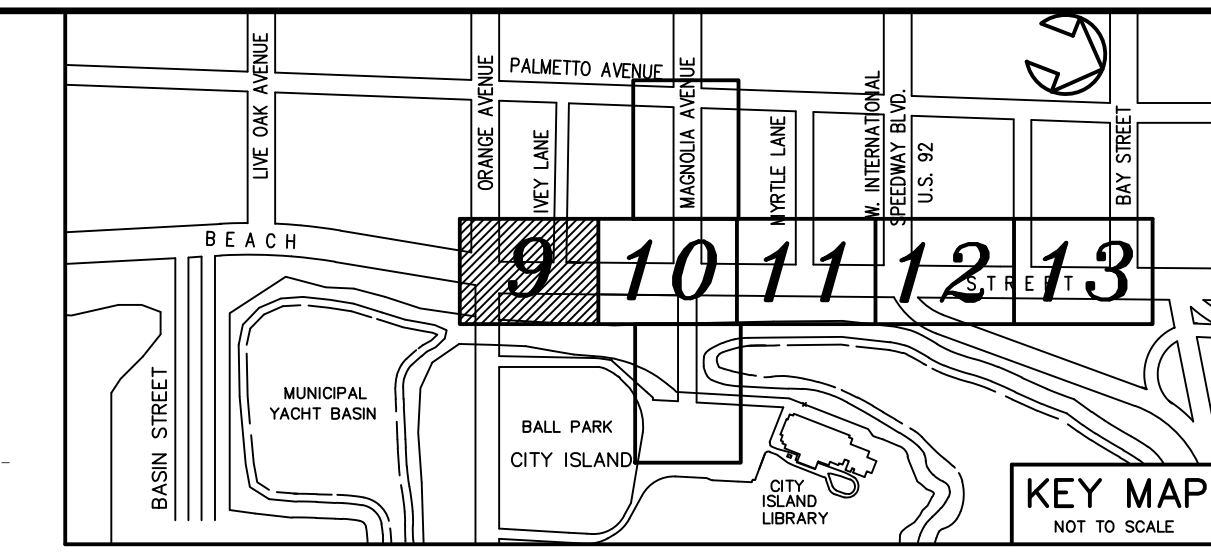 PALMETTO AVENUE
LIVE OAK AVENUE
ORANGE AVENUE
IVEY LANE
MAGNOLIA AVENUE
MYRTLE LANE
W. INTERNATIONAL
SPEEDWAY BLVD.
U.S. 92
BAY STREET
BEACH
STREET
9
10
11
12
13
BASIN STREET
MUNICIPAL
YACHT BASIN
BALL PARK
CITY ISLAND
CITY
ISLAND
LIBRARY
KEY MAP
NOT TO SCALE